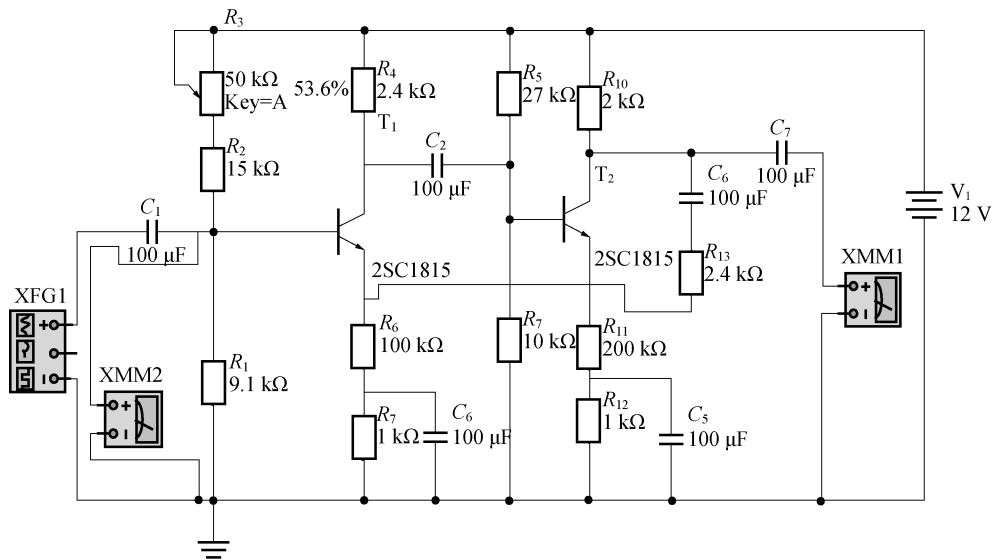 R3
50 kΩ
Key=A
R2
15 kΩ
53.6%
R4
2.4 kΩ
T1
C2
100 μF
R5
27 kΩ
R10
2 kΩ
T2
C7
100 μF
C6
100 μF
V1
12 V
C1
100 μF
2SC1815
2SC1815
R13
2.4 kΩ
XMM1
XFG1
XMM2
R1
9.1 kΩ
R6
100 kΩ
R7
1 kΩ
C6
100 μF
R7
10 kΩ
R11
200 kΩ
R12
1 kΩ
C5
100 μF